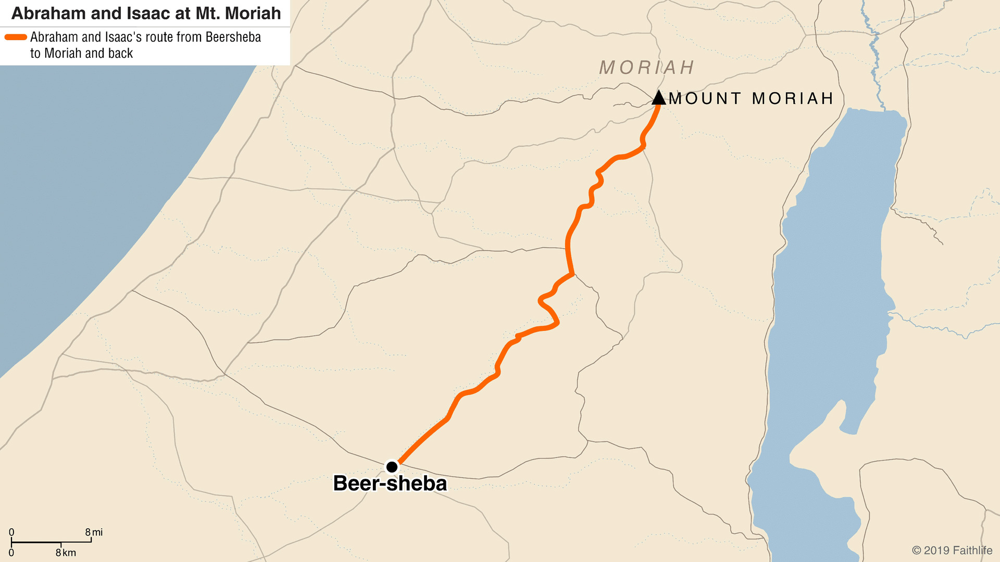 Abraham and Isaac at Mt. Moriah
Abraham and Isaac's route from Beersheba
to Moriah and back
MORIAH
MOUNT MORIAH
Beer-sheba
0 8 mi
0 8 km
© 2019 Faithlife